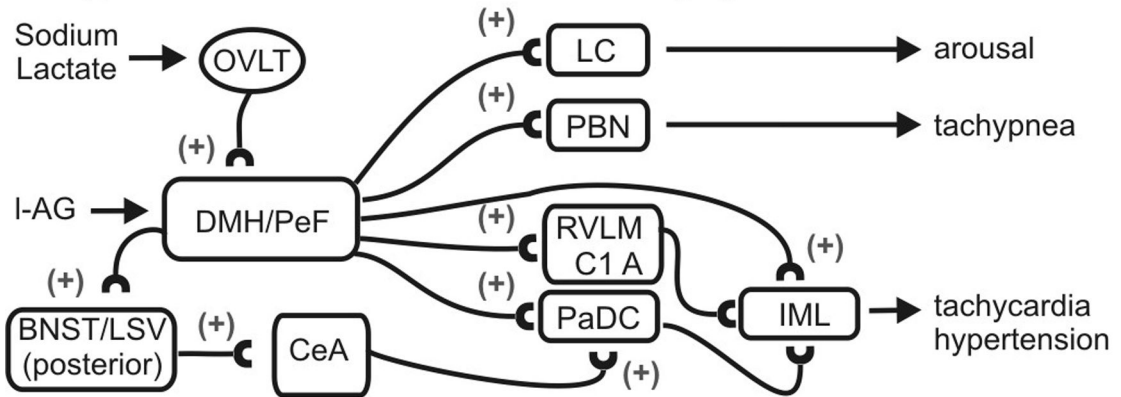 Sodium
Lactate
OVLT
(+)
LC
arousal
(+)
PBN
tachypnea
(+)
l-AG
DMH/PeF
(+)
RVLM
C1 A
(+)
(+)
BNST/LSV
(posterior)
(+)
CeA
(+)
PaDC
(+)
IML
tachycardia
hypertension